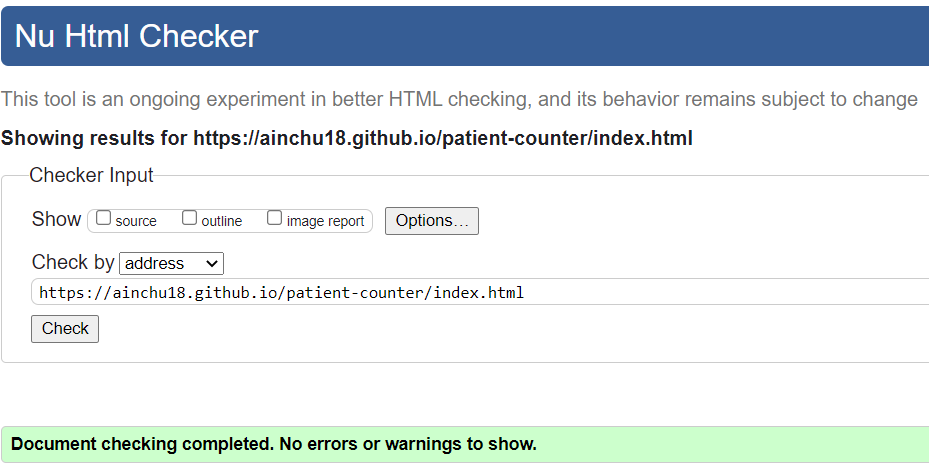 Nu Html Checker
This tool is an ongoing experiment in better HTML checking, and its behavior remains subject to change
Showing results for https://ainchu18.github.io/patient-counter/index.html
Checker Input
Show source outline image report Options...
Check by address
https://ainchu18.github.io/patient-counter/index.html
Check
Document checking completed. No errors or warnings to show.